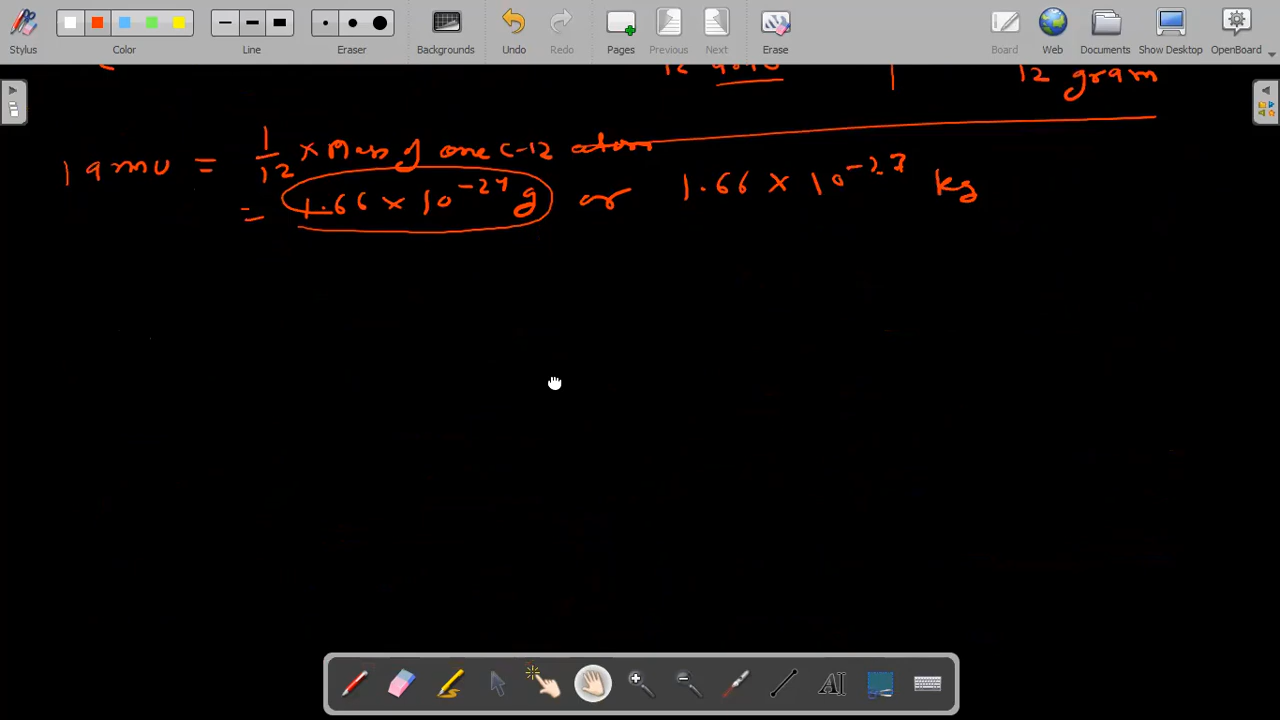 Stylus Color Line Eraser Backgrounds Undo Redo Pages Previous Next Erase Board Web Documents Show Desktop OpenBoard
12 gram
1 amu = 1/12 × Mass of one C-12 atom
= 1.66 × 10⁻²⁴ g or 1.66 × 10⁻²⁷ kg
AI